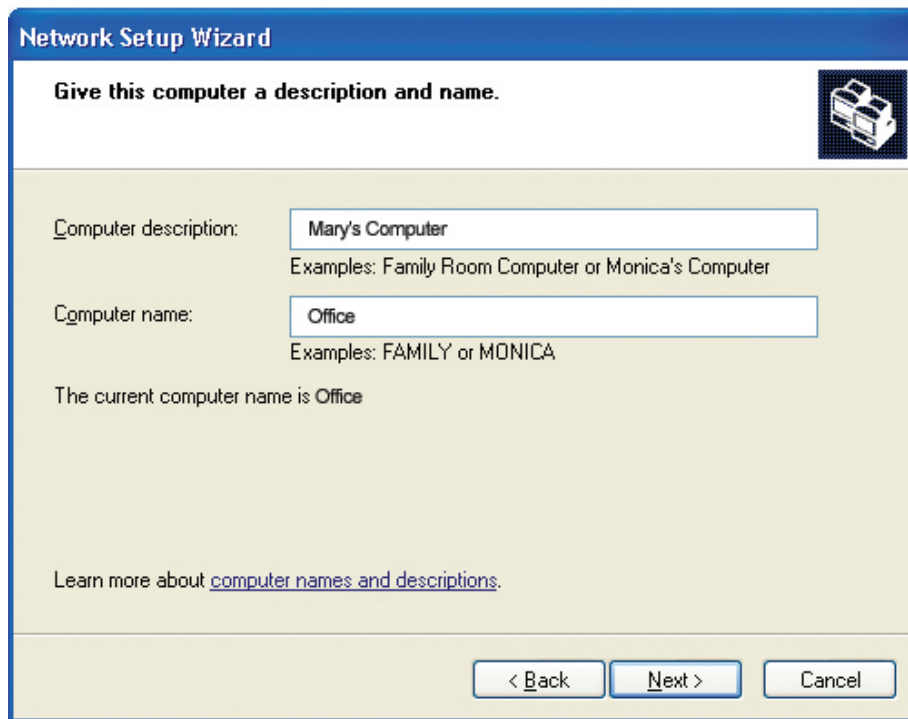 Network Setup Wizard
Give this computer a description and name.
Computer description: Mary's Computer
Examples: Family Room Computer or Monica's Computer
Computer name: Office
Examples: FAMILY or MONICA
The current computer name is Office
Learn more about computer names and descriptions.
< Back Next > Cancel